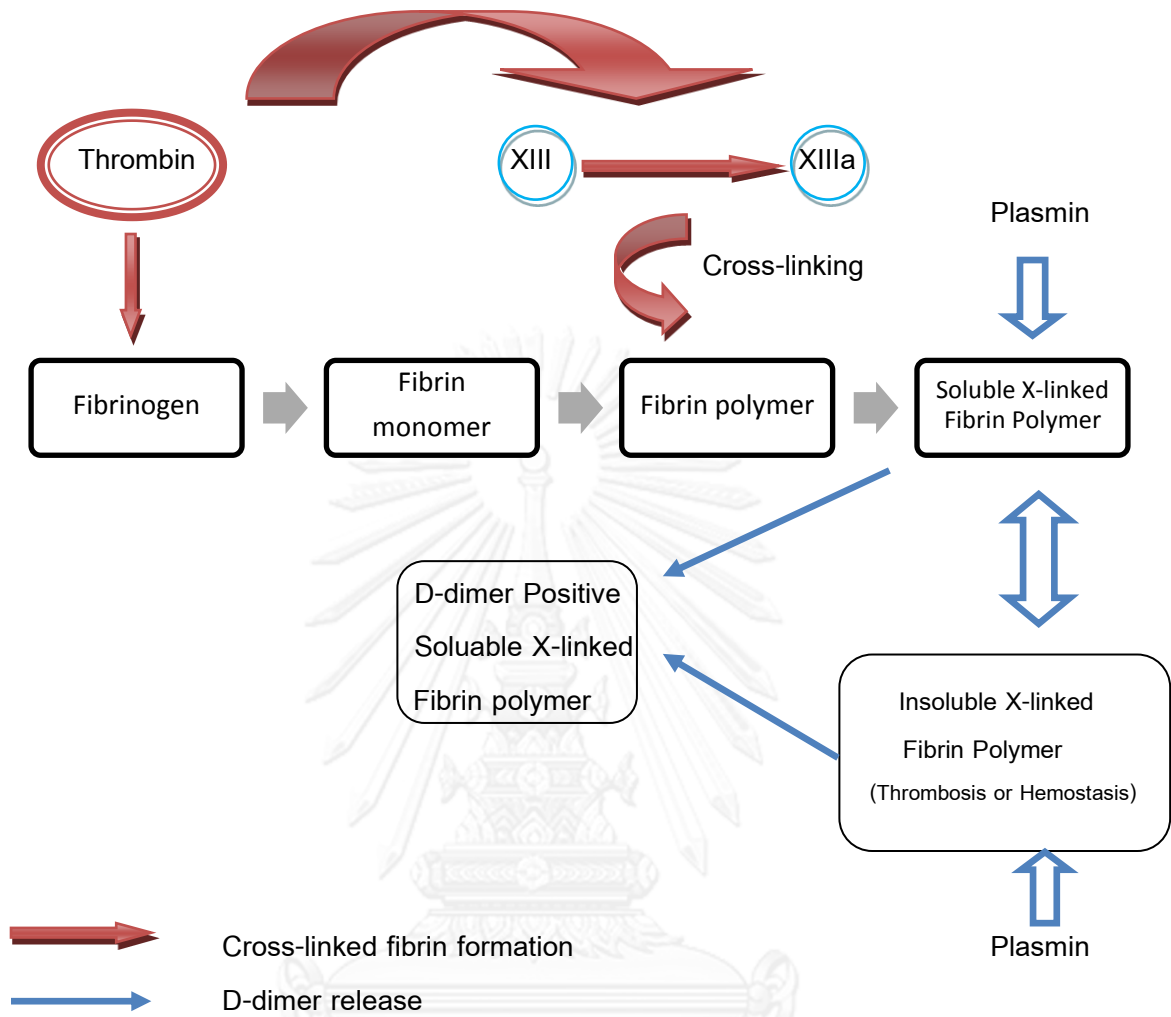 Thrombin
XIII
XIIIa
Plasmin
Cross-linking
Fibrinogen
Fibrin
monomer
Fibrin polymer
Soluble X-linked
Fibrin Polymer
D-dimer Positive
Soluable X-linked
Fibrin polymer
Insoluble X-linked
Fibrin Polymer
(Thrombosis or Hemostasis)
Plasmin
Cross-linked fibrin formation
D-dimer release